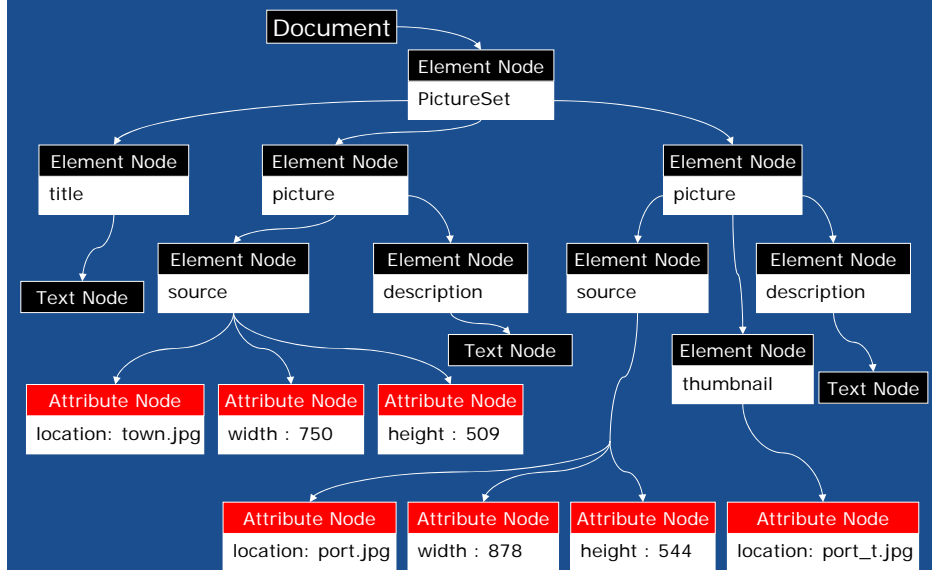 Document
Element Node
PictureSet
Element Node
title
Element Node
picture
Element Node
picture
Element Node
source
Element Node
description
Element Node
source
Element Node
description
Text Node
Text Node
Element Node
thumbnail
Text Node
Attribute Node
location: town.jpg
Attribute Node
width : 750
Attribute Node
height : 509
Attribute Node
location: port.jpg
Attribute Node
width : 878
Attribute Node
height : 544
Attribute Node
location: port_t.jpg